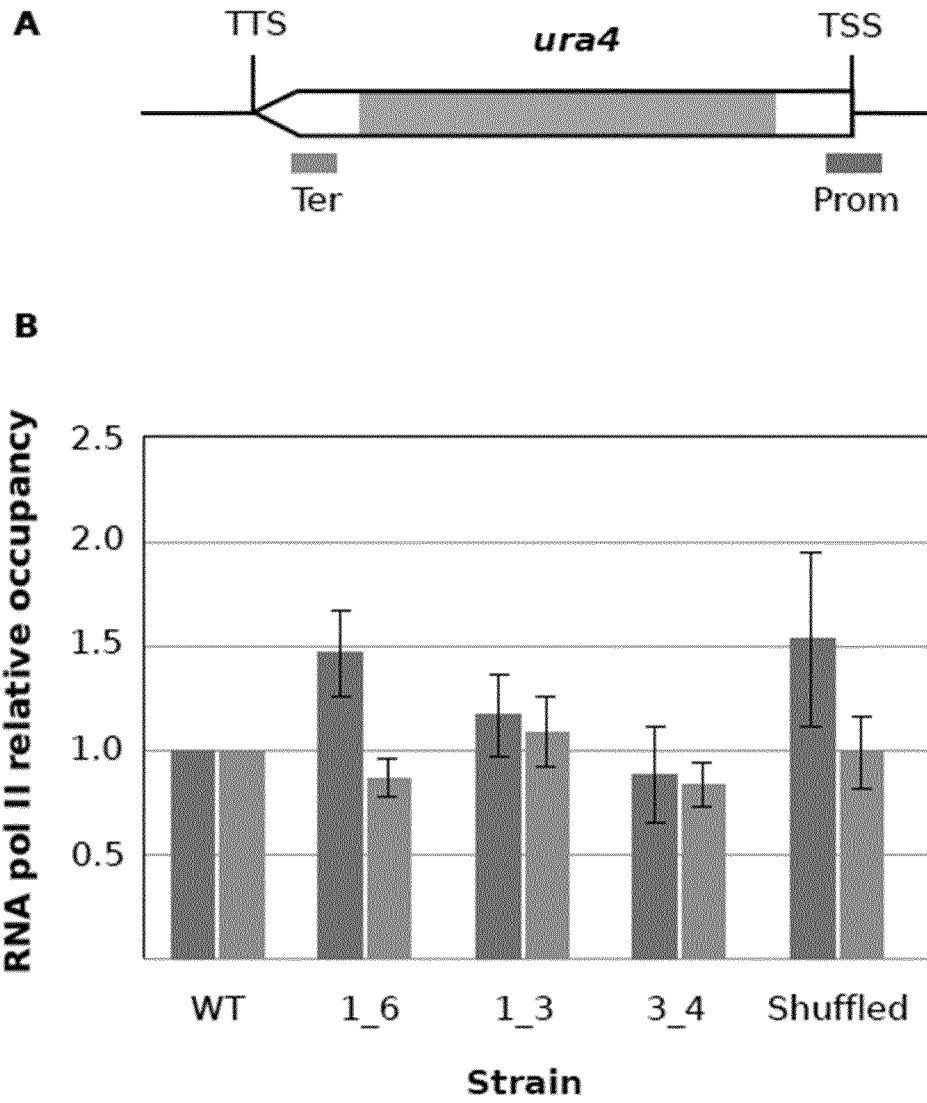 A
TTS ura4 TSS
Ter Prom
B
RNA pol II relative occupancy
2.5
2.0
1.5
1.0
0.5
WT 1_6 1_3 3_4 Shuffled
Strain